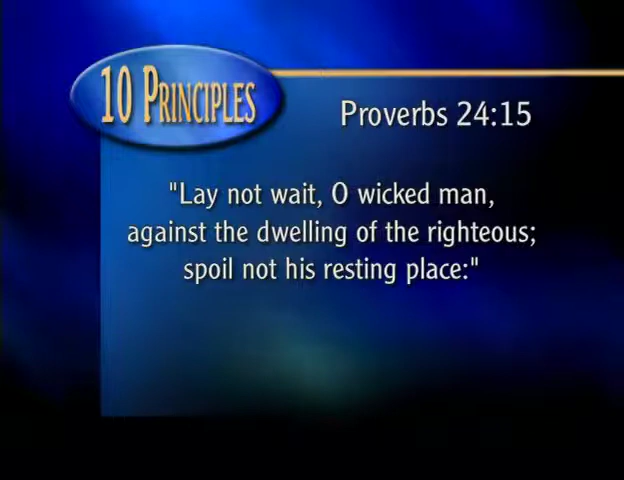 10 PRINCIPLES
Proverbs 24:15
"Lay not wait, O wicked man,
against the dwelling of the righteous;
spoil not his resting place:"